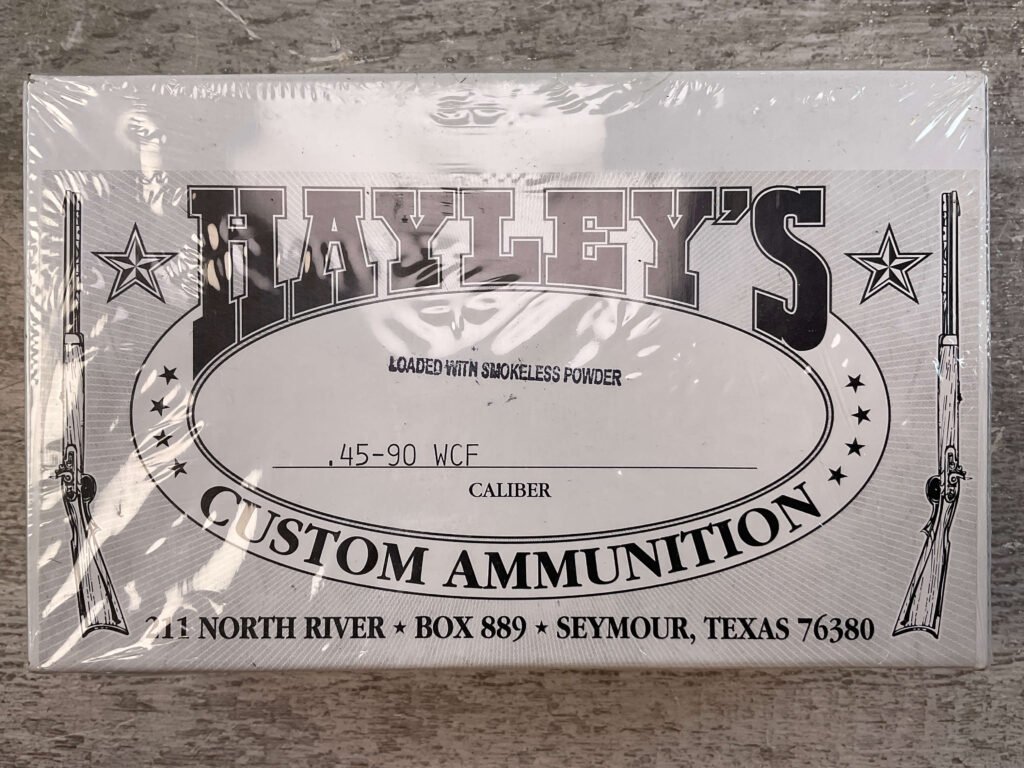 HAYLEY'S
LOADED WITH SMOKELESS POWDER
.45-90 WCF
CALIBER
CUSTOM AMMUNITION
211 NORTH RIVER ★ BOX 889 ★ SEYMOUR, TEXAS 76380